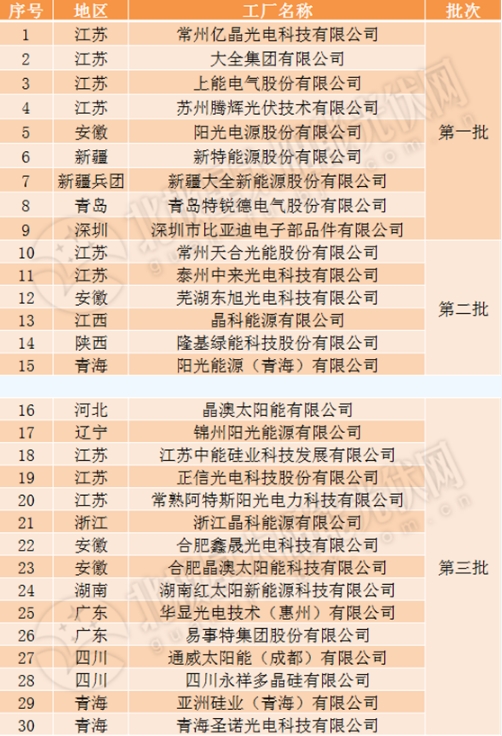 序号 地区 工厂名称 批次
1 江苏 常州亿晶光电科技有限公司
2 江苏 大全集团有限公司
3 江苏 上能电气股份有限公司
4 江苏 苏州腾辉光伏技术有限公司
5 安徽 阳光电源股份有限公司 第一批
6 新疆 新特能源股份有限公司
7 新疆兵团 新疆大全新能源股份有限公司
8 青岛 青岛特锐德电气股份有限公司
9 深圳 深圳市比亚迪电子部品件有限公司
10 江苏 常州天合光能股份有限公司
11 江苏 泰州中来光电科技有限公司
12 安徽 芜湖东旭光电科技有限公司 第二批
13 江西 晶科能源有限公司
14 陕西 隆基绿能科技股份有限公司
15 青海 阳光能源（青海）有限公司
16 河北 晶澳太阳能有限公司
17 辽宁 锦州阳光能源有限公司
18 江苏 江苏中能硅业科技发展有限公司
19 江苏 正信光电科技股份有限公司
20 江苏 常熟阿特斯阳光电力科技有限公司
21 浙江 浙江晶科能源有限公司
22 安徽 合肥鑫晟光电科技有限公司
23 安徽 合肥晶澳太阳能科技有限公司 第三批
24 湖南 湖南红太阳新能源科技有限公司
25 广东 华显光电技术（惠州）有限公司
26 广东 易事特集团股份有限公司
27 四川 通威太阳能（成都）有限公司
28 四川 四川永祥多晶硅有限公司
29 青海 亚洲硅业（青海）有限公司
30 青海 青海圣诺光电科技有限公司